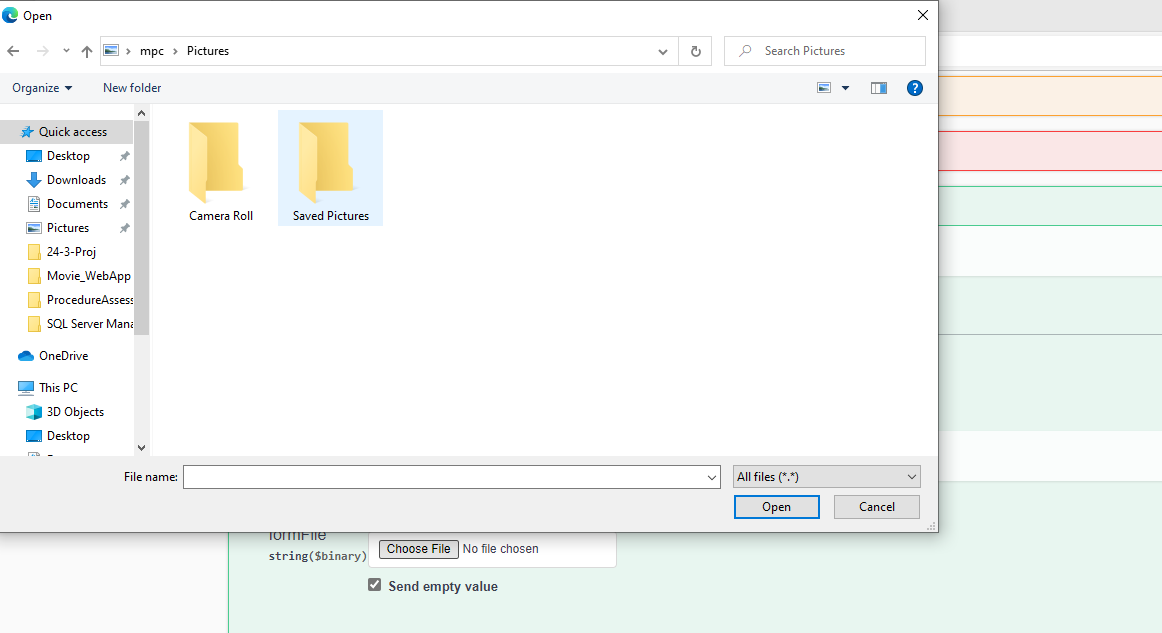 Open
mpc > Pictures
Search Pictures
Organize
New folder
?
Quick access
Desktop
Downloads
Documents
Pictures
24-3-Proj
Movie_WebApp
ProcedureAssess
SQL Server Mana
OneDrive
This PC
3D Objects
Desktop
Camera Roll
Saved Pictures
File name:
All files (*.*)
Open
Cancel
formFile
string($binary)
Choose File No file chosen
Send empty value